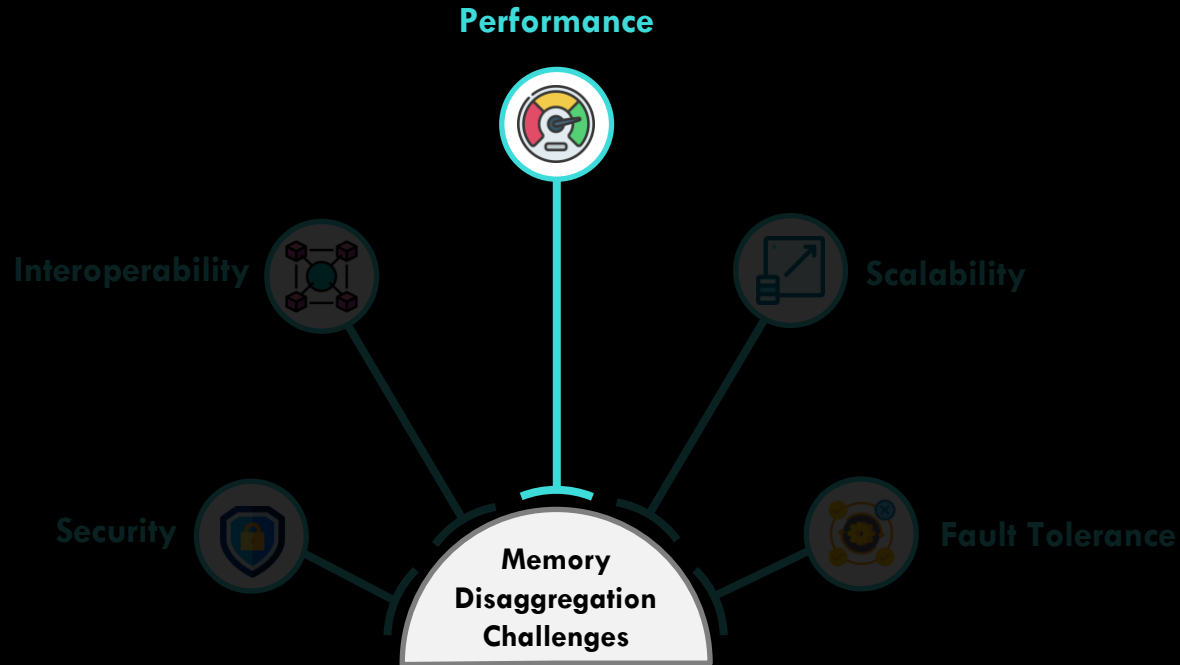 Performance
Interoperability
Scalability
Security
Fault Tolerance
Memory
Disaggregation
Challenges